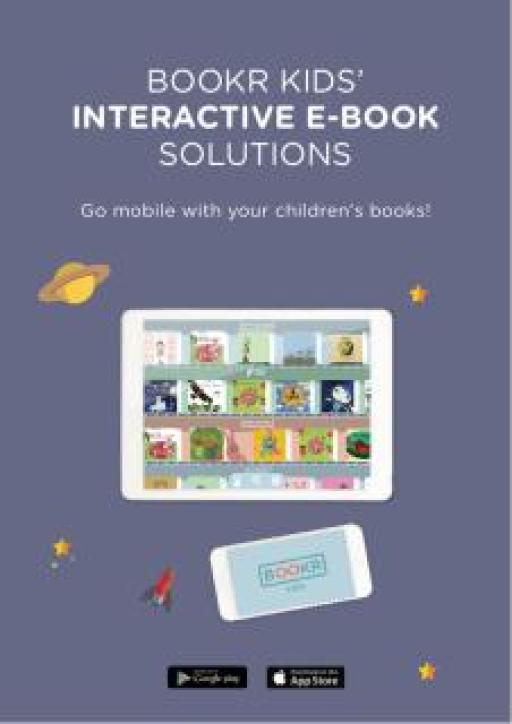 BOOKR KIDS'
INTERACTIVE E-BOOK
SOLUTIONS
Go mobile with your children's books!
BOOKR
Google play
App Store